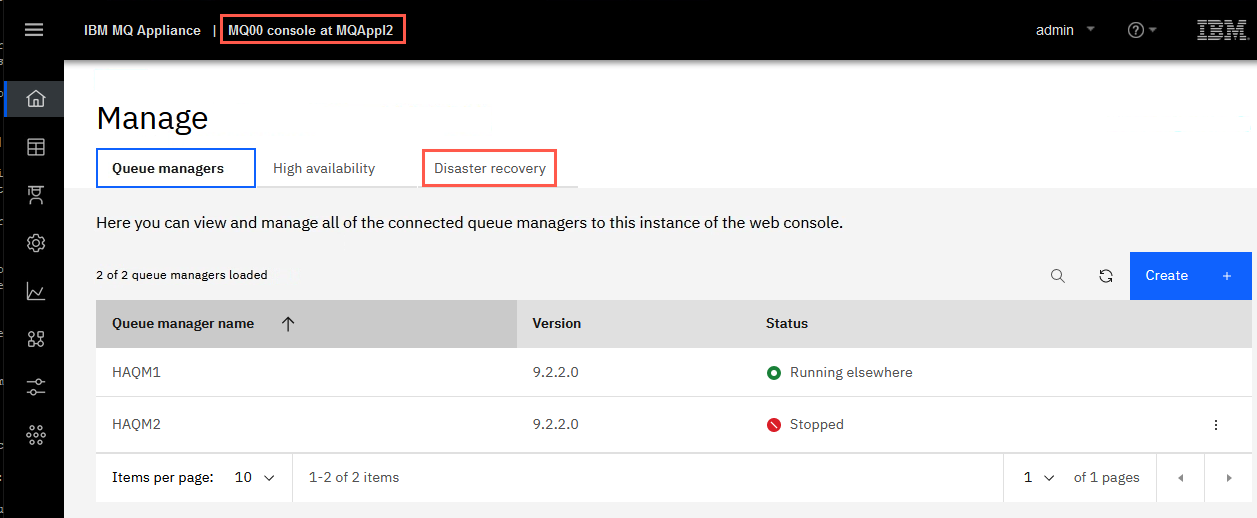 IBM MQ Appliance | MQ00 console at MQAppl2 admin IBM
Manage
Queue managers High availability Disaster recovery
Here you can view and manage all of the connected queue managers to this instance of the web console.
2 of 2 queue managers loaded Create +
Queue manager name Version Status
HAQM1 9.2.2.0 Running elsewhere
HAQM2 9.2.2.0 Stopped
Items per page: 10 1-2 of 2 items 1 of 1 pages